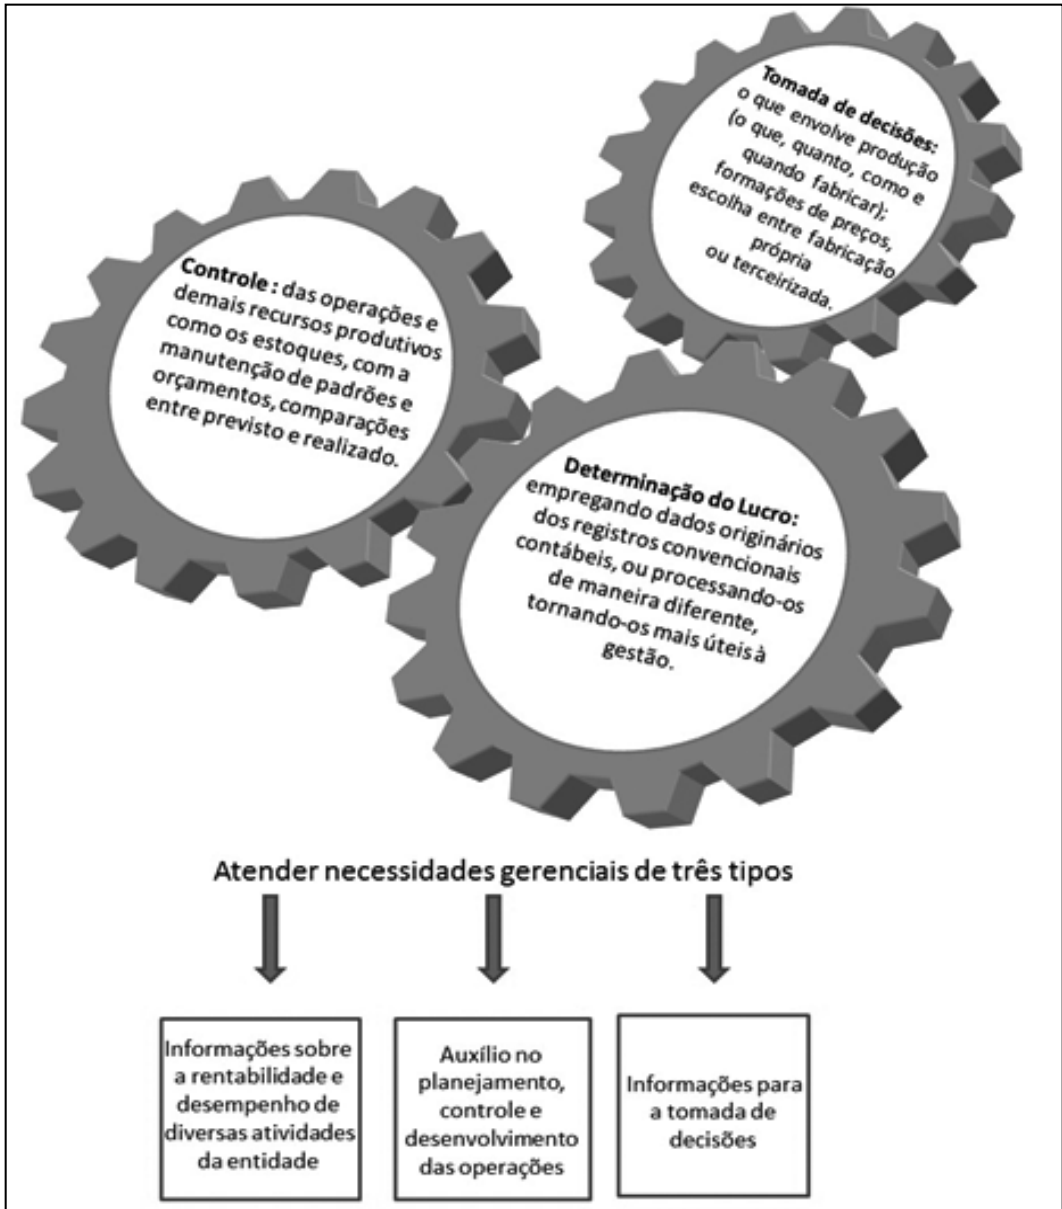 Tomada de decisões:
o que envolve produção
(o que, quanto, como e
quando fabricar);
formações de preços,
escolha entre fabricação
própria
ou terceirizada.
Controle : das operações e
demais recursos produtivos
como os estoques, com a
manutenção de padrões e
orçamentos, comparações
entre previsto e realizado.
Determinação do Lucro:
empregando dados originários
dos registros convencionais
contábeis, ou processando-os
de maneira diferente,
tornando-os mais úteis à
gestão.
Atender necessidades gerenciais de três tipos
Informações sobre
a rentabilidade e
desempenho de
diversas atividades
da entidade
Auxílio no
planejamento,
controle e
desenvolvimento
das operações
Informações para
a tomada de
decisões